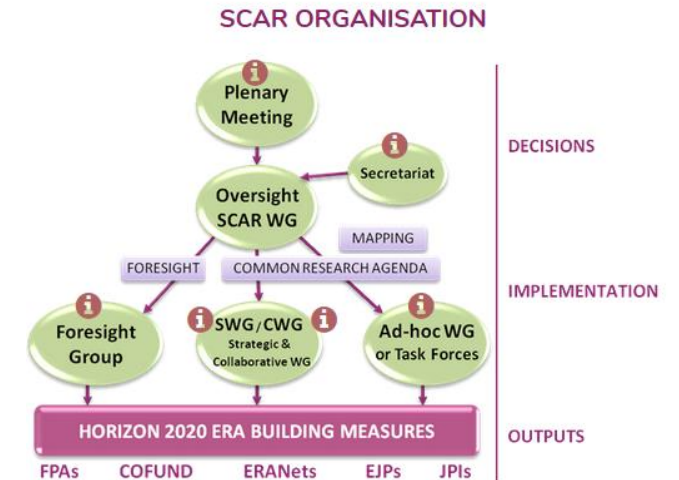 SCAR ORGANISATION
Plenary
Meeting
DECISIONS
Secretariat
Oversight
SCAR WG
MAPPING
FORESIGHT
COMMON RESEARCH AGENDA
IMPLEMENTATION
Foresight
Group
SWG/CWG
Strategic &
Collaborative WG
Ad-hoc WG
or Task Forces
HORIZON 2020 ERA BUILDING MEASURES
OUTPUTS
FPAs COFUND ERANets EJPs JPIs